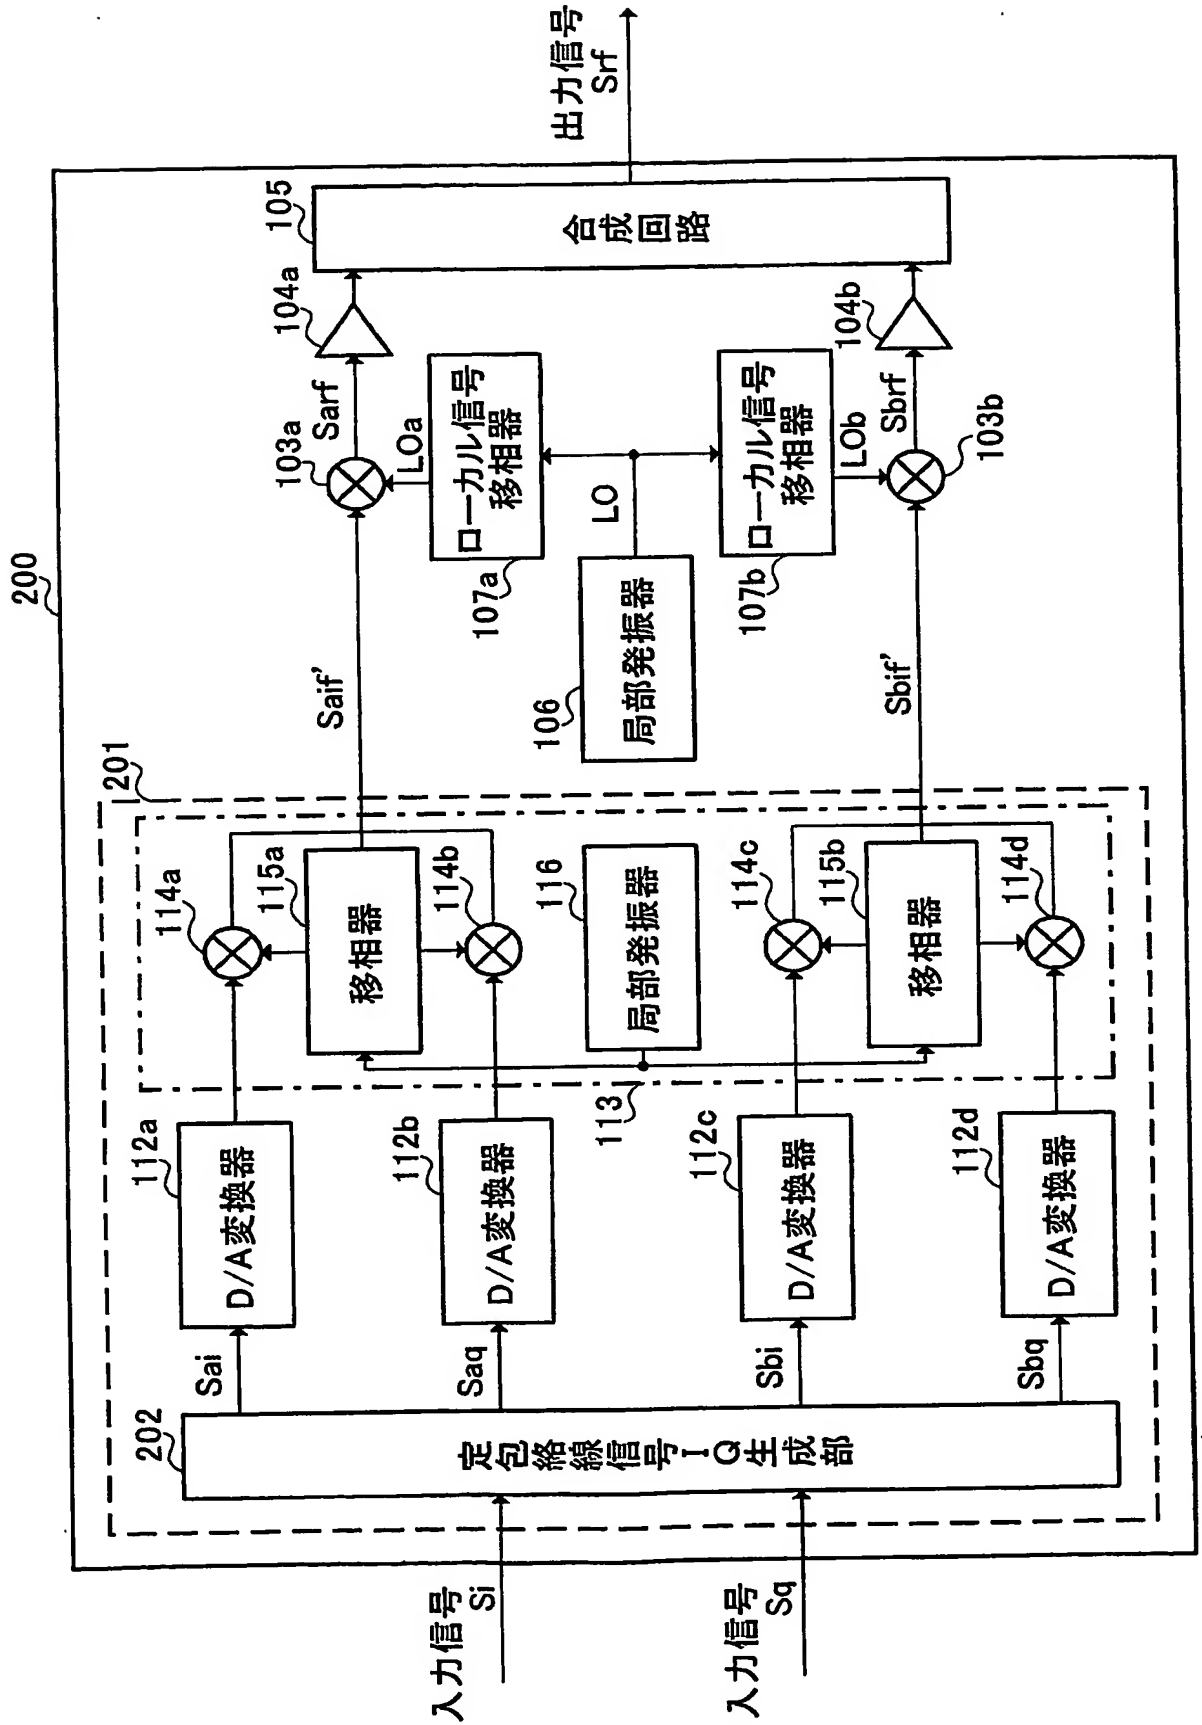 200
201
202
入力信号
Si
入力信号
Sq
定包絡線信号IQ生成部
Sai
Saq
Sbi
Sbq
112a
D/A変換器
112b
D/A変換器
112c
D/A変換器
112d
D/A変換器
113
114a
115a
移相器
114b
116
局部発振器
114c
115b
移相器
114d
Saif'
Sbif'
106
局部発振器
LO
107a
ローカル信号
移相器
LOa
107b
ローカル信号
移相器
LOb
103a
Sarf
103b
Sbrf
104a
104b
105
合成回路
出力信号
Srf